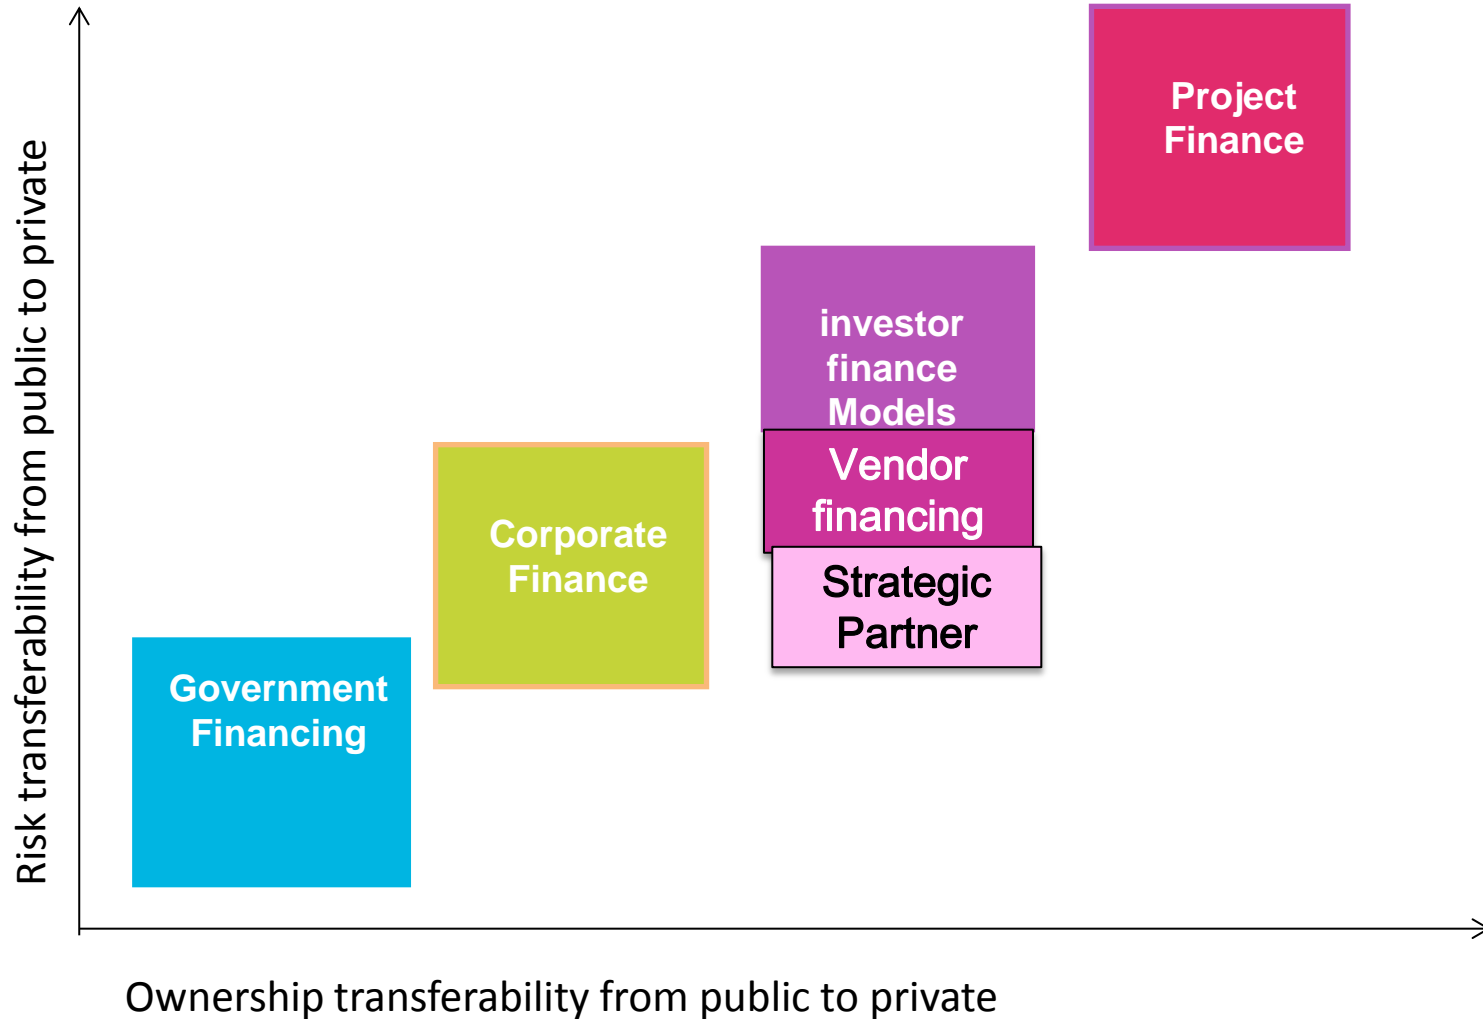 Risk transferability from public to private
Project
Finance
investor
finance
Models
Vendor
financing
Strategic
Partner
Corporate
Finance
Government
Financing
Ownership transferability from public to private